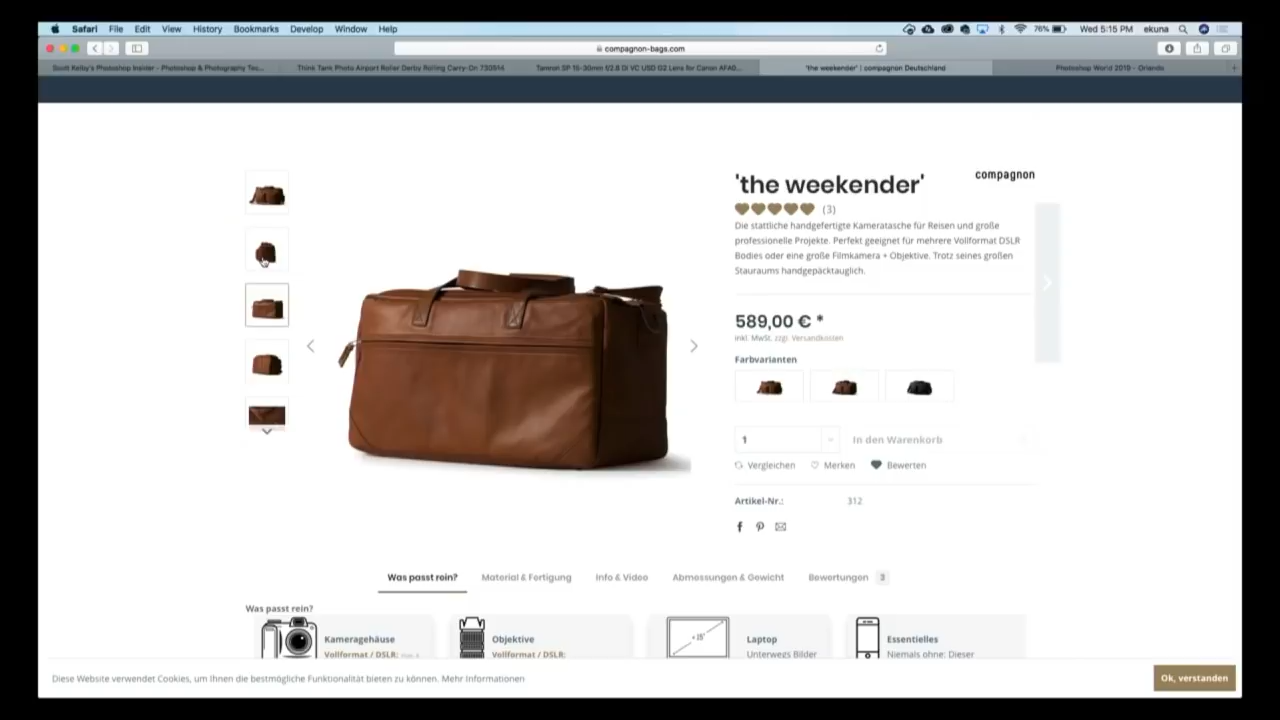 Safari File Edit View History Bookmarks Develop Window Help 76% Wed 5:15 PM ekuna
compagnon-bags.com
Scott Kelby's Photoshop Insider - Photoshop & Photography Tec... Think Tank Photo Airport Roller Derby Rolling Carry-On 730514 Tamron SP 15-30mm f/2.8 Di VC USD G2 Lens for Canon AFA0... 'the weekender' | compagnon Deutschland Photoshop World 2019 - Orlando
'the weekender' compagnon
(3)
Die stattliche handgefertigte Kameratasche für Reisen und große
professionelle Projekte. Perfekt geeignet für mehrere Vollformat DSLR
Bodies oder eine große Filmkamera + Objektive. Trotz seines großen
Stauraums handgepäcktauglich.
589,00 € *
inkl. MwSt. zzgl. Versandkosten
Farbvarianten
1 In den Warenkorb
Vergleichen Merken Bewerten
Artikel-Nr.: 312
Was passt rein? Material & Fertigung Info & Video Abmessungen & Gewicht Bewertungen 3
Was passt rein?
Kameragehäuse Objektive Laptop Essentielles
Vollformat / DSLR: Vollformat / DSLR: Unterwegs Bilder Niemals ohne: Dieser
Diese Website verwendet Cookies, um Ihnen die bestmögliche Funktionalität bieten zu können. Mehr Informationen Ok, verstanden